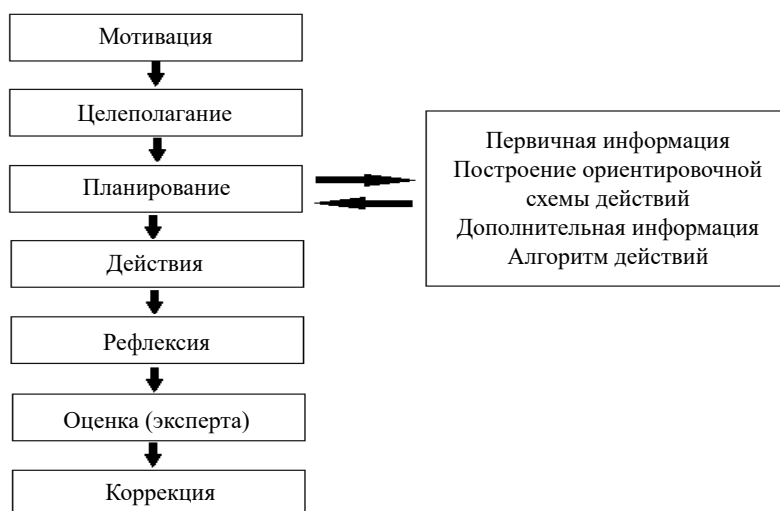 Мотивация
Целеполагание
Планирование
Действия
Рефлексия
Оценка (эксперта)
Коррекция
Первичная информация
Построение ориентировочной
схемы действий
Дополнительная информация
Алгоритм действий